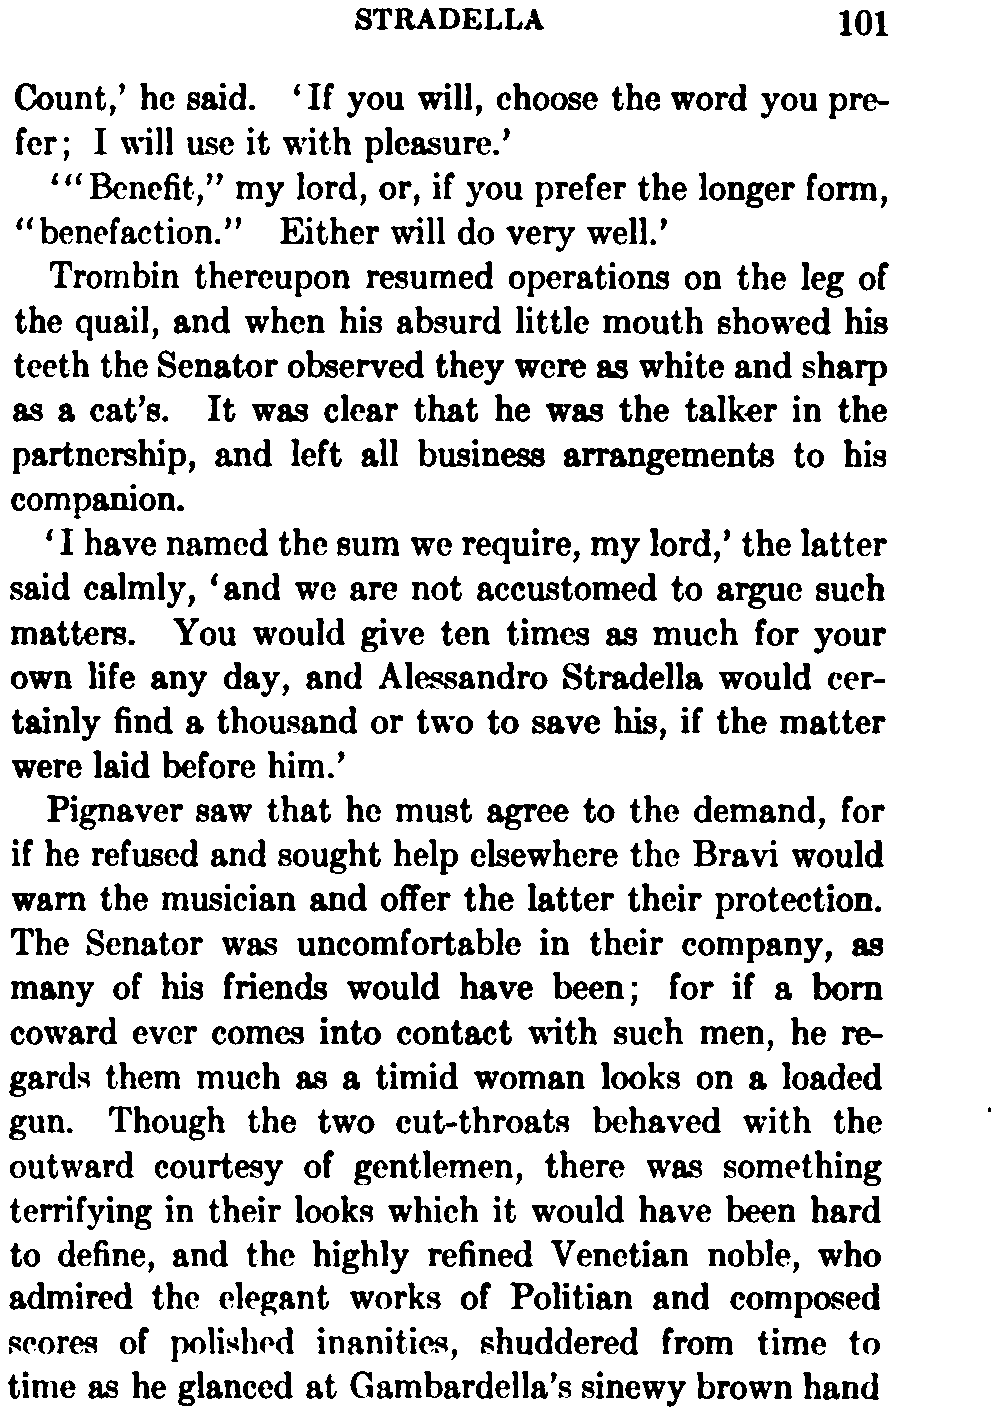 STRADELLA 101
Count,' he said. 'If you will, choose the word you pre-
fer; I will use it with pleasure.'
'"Benefit," my lord, or, if you prefer the longer form,
"benefaction." Either will do very well.'
Trombin thereupon resumed operations on the leg of
the quail, and when his absurd little mouth showed his
teeth the Senator observed they were as white and sharp
as a cat's. It was clear that he was the talker in the
partnership, and left all business arrangements to his
companion.
'I have named the sum we require, my lord,' the latter
said calmly, 'and we are not accustomed to argue such
matters. You would give ten times as much for your
own life any day, and Alessandro Stradella would cer-
tainly find a thousand or two to save his, if the matter
were laid before him.'
Pignaver saw that he must agree to the demand, for
if he refused and sought help elsewhere the Bravi would
warn the musician and offer the latter their protection.
The Senator was uncomfortable in their company, as
many of his friends would have been; for if a born
coward ever comes into contact with such men, he re-
gards them much as a timid woman looks on a loaded
gun. Though the two cut-throats behaved with the
outward courtesy of gentlemen, there was something
terrifying in their looks which it would have been hard
to define, and the highly refined Venetian noble, who
admired the elegant works of Politian and composed
scores of polished inanities, shuddered from time to
time as he glanced at Gambardella's sinewy brown hand